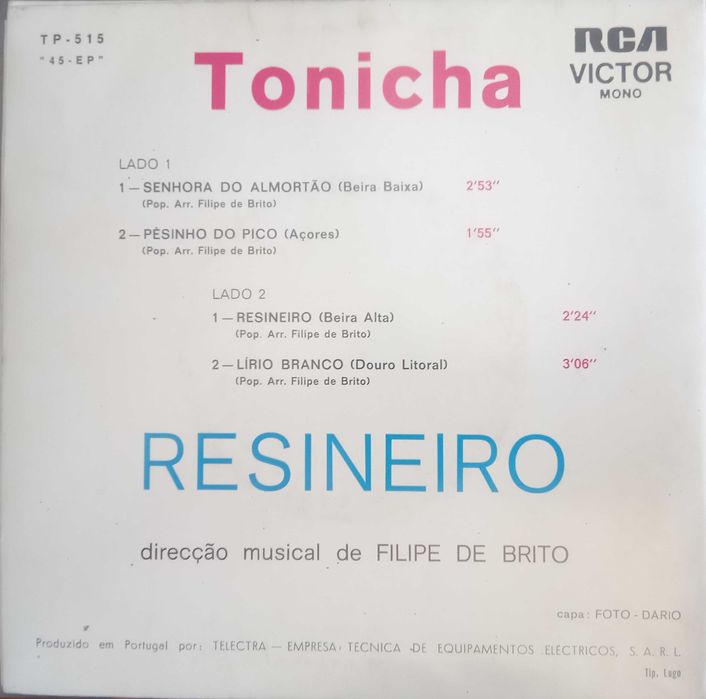 TP-515
"45-EP"
Tonicha
RCA
VICTOR
MONO
LADO 1
1 — SENHORA DO ALMORTÃO (Beira Baixa) 2'53''
(Pop. Arr. Filipe de Brito)
2 — PÈSINHO DO PICO (Açores) 1'55''
(Pop. Arr. Filipe de Brito)
LADO 2
1 — RESINEIRO (Beira Alta) 2'24''
(Pop. Arr. Filipe de Brito)
2 — LÍRIO BRANCO (Douro Litoral) 3'06''
(Pop. Arr. Filipe de Brito)
RESINEIRO
direcção musical de FILIPE DE BRITO
capa: FOTO - DARIO
Produzido em Portugal por: TELECTRA — EMPRESA TECNICA DE EQUIPAMENTOS ELECTRICOS, S. A. R. L.
Tip. Lugo